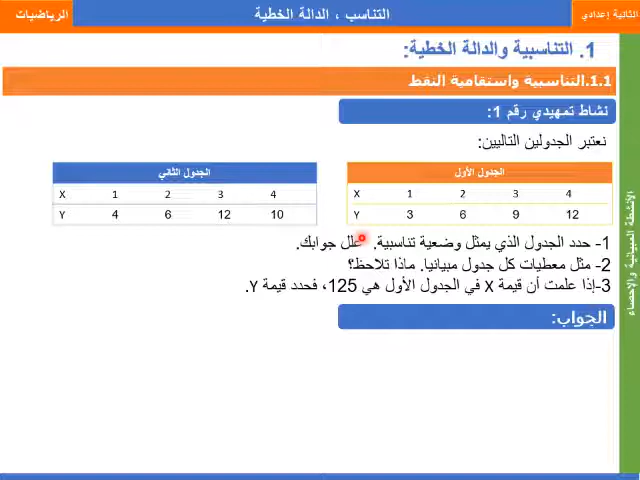 الثانية إعدادي
التناسب ، الدالة الخطية
الرياضيات
1. التناسبية والدالة الخطية:
1.1.التناسبية واستقامية النقط
نشاط تمهيدي رقم 1:
نعتبر الجدولين التاليين:
الجدول الأول
X 1 2 3 4
Y 3 6 9 12
الجدول الثاني
X 1 2 3 4
Y 4 6 12 10
1- حدد الجدول الذي يمثل وضعية تناسبية. علل جوابك.
2- مثل معطيات كل جدول مبيانيا. ماذا تلاحظ؟
3-إذا علمت أن قيمة x في الجدول الأول هي 125، فحدد قيمة Y.
الجواب:
الأنشطة المبيانية والإحصاء